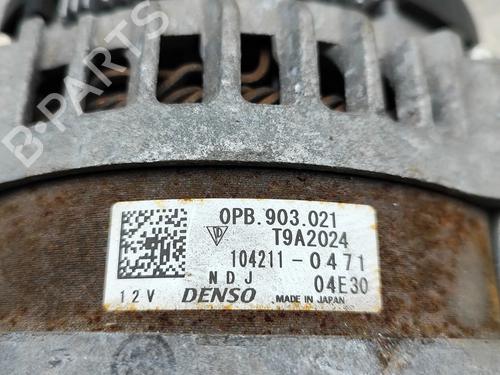 B-PARTS
0PB.903.021
T9A2024
104211-0471
NDJ 04E30
12V DENSO MADE IN JAPAN